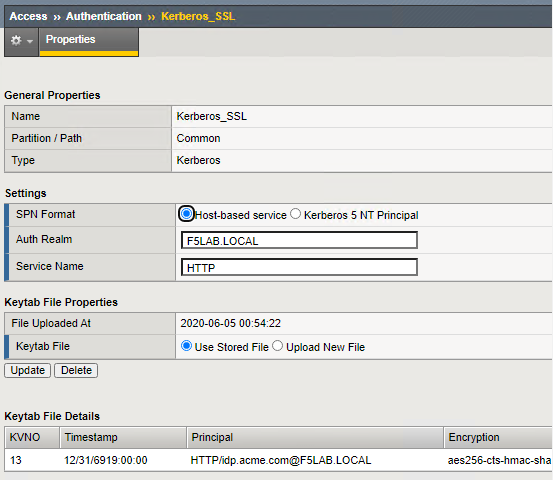 Access ›› Authentication ›› Kerberos_SSL
Properties
General Properties
Name Kerberos_SSL
Partition / Path Common
Type Kerberos
Settings
SPN Format Host-based service Kerberos 5 NT Principal
Auth Realm F5LAB.LOCAL
Service Name HTTP
Keytab File Properties
File Uploaded At 2020-06-05 00:54:22
Keytab File Use Stored File Upload New File
Update Delete
Keytab File Details
KVNO Timestamp Principal Encryption
13 12/31/6919:00:00 HTTP/idp.acme.com@F5LAB.LOCAL aes256-cts-hmac-sha